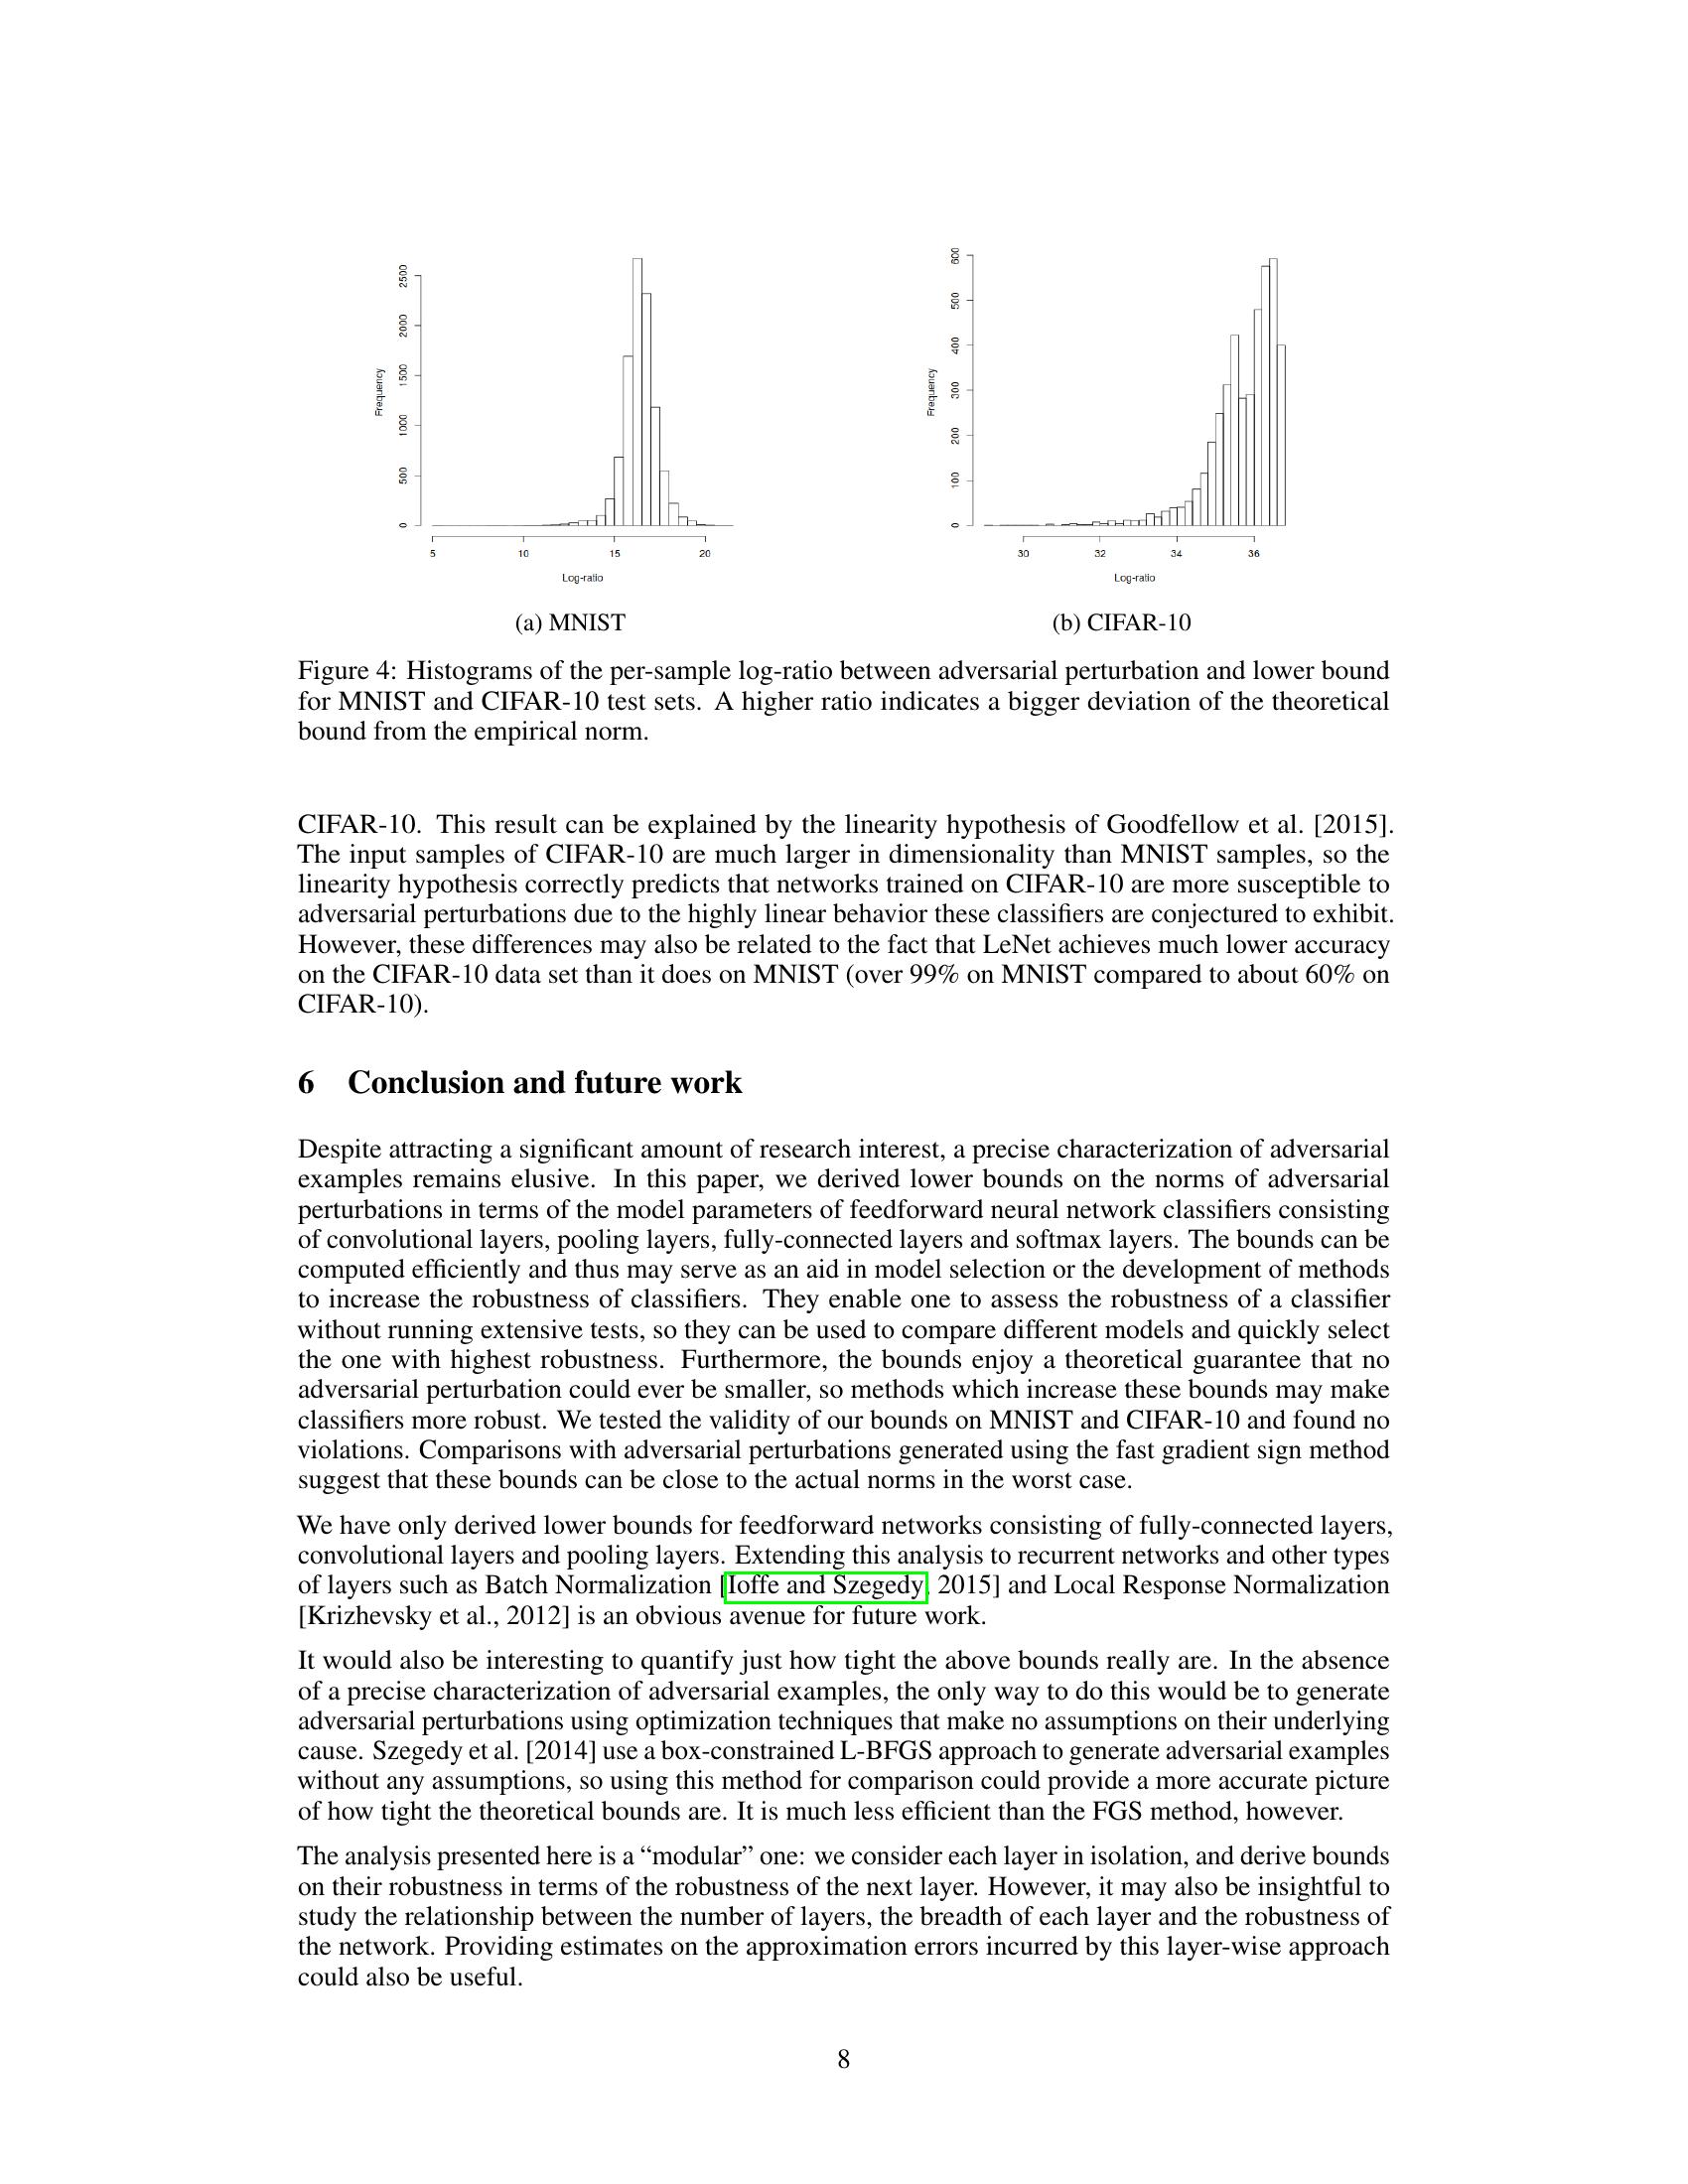 2500
2000
1500
1000
500
0
Frequency
5 10 15 20
Log-ratio
(a) MNIST
600
500
400
300
200
100
0
Frequency
30 32 34 36
Log-ratio
(b) CIFAR-10
Figure 4: Histograms of the per-sample log-ratio between adversarial perturbation and lower bound
for MNIST and CIFAR-10 test sets. A higher ratio indicates a bigger deviation of the theoretical
bound from the empirical norm.
CIFAR-10. This result can be explained by the linearity hypothesis of Goodfellow et al. [2015].
The input samples of CIFAR-10 are much larger in dimensionality than MNIST samples, so the
linearity hypothesis correctly predicts that networks trained on CIFAR-10 are more susceptible to
adversarial perturbations due to the highly linear behavior these classifiers are conjectured to exhibit.
However, these differences may also be related to the fact that LeNet achieves much lower accuracy
on the CIFAR-10 data set than it does on MNIST (over 99% on MNIST compared to about 60% on
CIFAR-10).
6 Conclusion and future work
Despite attracting a significant amount of research interest, a precise characterization of adversarial
examples remains elusive. In this paper, we derived lower bounds on the norms of adversarial
perturbations in terms of the model parameters of feedforward neural network classifiers consisting
of convolutional layers, pooling layers, fully-connected layers and softmax layers. The bounds can be
computed efficiently and thus may serve as an aid in model selection or the development of methods
to increase the robustness of classifiers. They enable one to assess the robustness of a classifier
without running extensive tests, so they can be used to compare different models and quickly select
the one with highest robustness. Furthermore, the bounds enjoy a theoretical guarantee that no
adversarial perturbation could ever be smaller, so methods which increase these bounds may make
classifiers more robust. We tested the validity of our bounds on MNIST and CIFAR-10 and found no
violations. Comparisons with adversarial perturbations generated using the fast gradient sign method
suggest that these bounds can be close to the actual norms in the worst case.
We have only derived lower bounds for feedforward networks consisting of fully-connected layers,
convolutional layers and pooling layers. Extending this analysis to recurrent networks and other types
of layers such as Batch Normalization [Ioffe and Szegedy, 2015] and Local Response Normalization
[Krizhevsky et al., 2012] is an obvious avenue for future work.
It would also be interesting to quantify just how tight the above bounds really are. In the absence
of a precise characterization of adversarial examples, the only way to do this would be to generate
adversarial perturbations using optimization techniques that make no assumptions on their underlying
cause. Szegedy et al. [2014] use a box-constrained L-BFGS approach to generate adversarial examples
without any assumptions, so using this method for comparison could provide a more accurate picture
of how tight the theoretical bounds are. It is much less efficient than the FGS method, however.
The analysis presented here is a “modular” one: we consider each layer in isolation, and derive bounds
on their robustness in terms of the robustness of the next layer. However, it may also be insightful to
study the relationship between the number of layers, the breadth of each layer and the robustness of
the network. Providing estimates on the approximation errors incurred by this layer-wise approach
could also be useful.
8